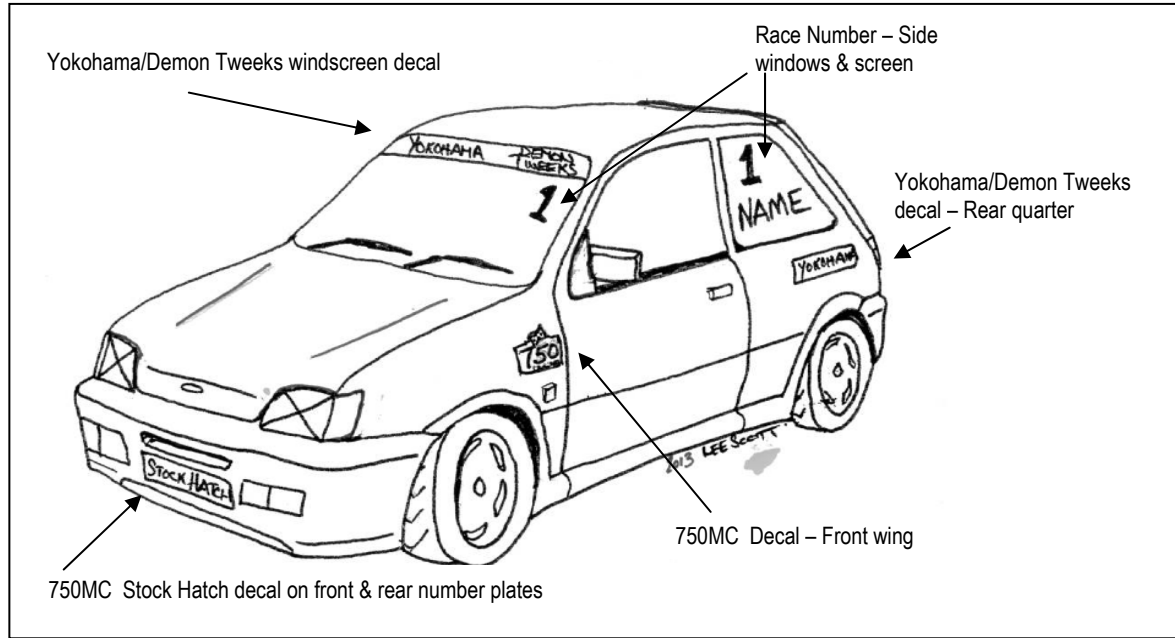 Race Number – Side
windows & screen
Yokohama/Demon Tweeks windscreen decal
YOKOHAMA DEMON
TWEEKS
1
1
NAME
Yokohama/Demon Tweeks
decal – Rear quarter
YOKOHAMA
750
STOCK HATCH
2013 LEE SCOTT
750MC Decal – Front wing
750MC Stock Hatch decal on front & rear number plates